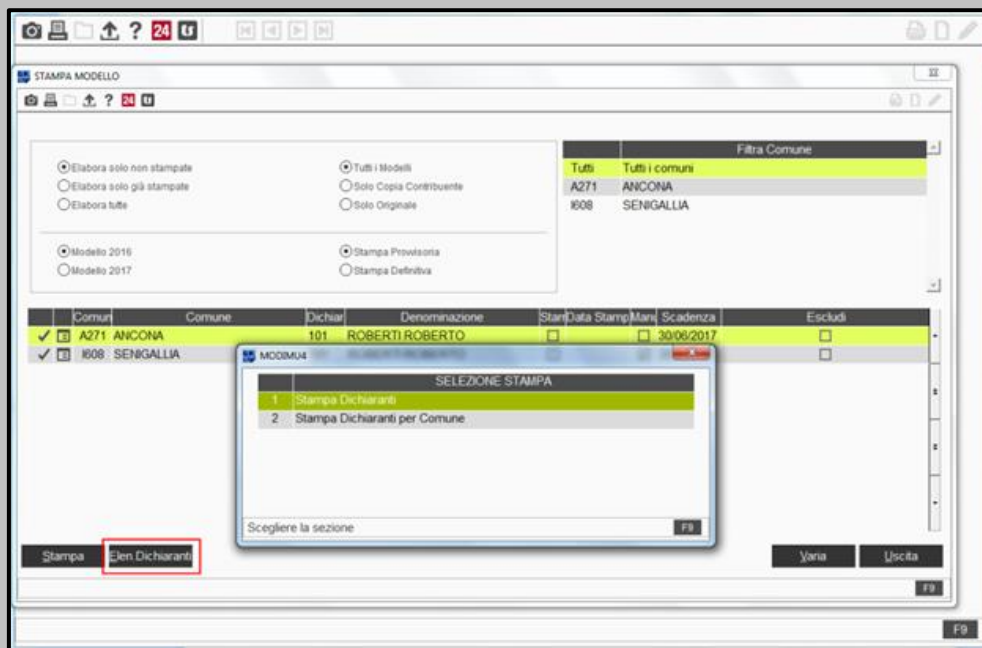 24
STAMPA MODELLO
24
Elabora solo non stampate
Tutti i Modelli
Elabora solo già stampate
Solo Copia Contribuente
Elabora tutte
Solo Originale
Modello 2016
Stampa Provvisoria
Modello 2017
Stampa Definitiva
Filtra Comune
Tutti Tutti i comuni
A271 ANCONA
I608 SENIGALLIA
Comun Comune Dichiar Denominazione Stam Data Stamp Manu Scadenza Escludi
A271 ANCONA 101 ROBERTI ROBERTO 30/06/2017
I608 SENIGALLIA
MODIMU4
SELEZIONE STAMPA
1 Stampa Dichiaranti
2 Stampa Dichiaranti per Comune
Scegliere la sezione F9
Stampa Elen.Dichiaranti Varia Uscita
F9
F9